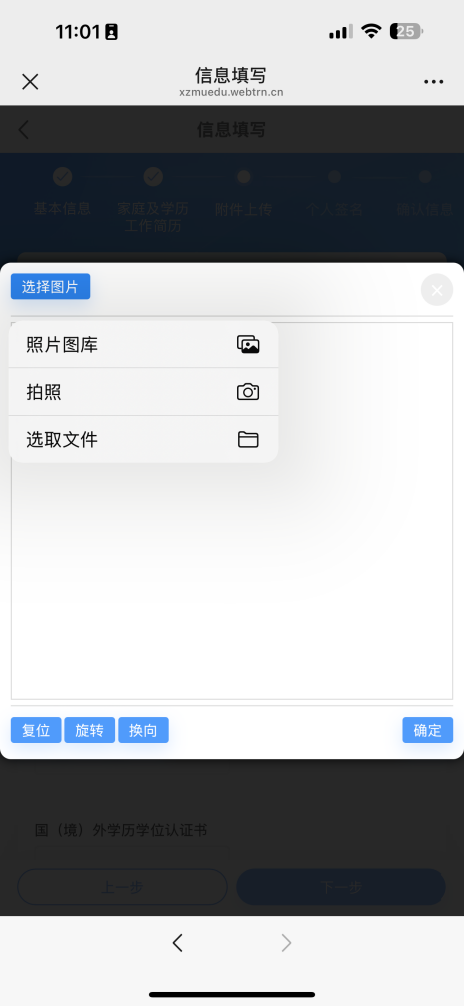 11:01
25
信息填写
xzmuedu.webtrn.cn
信息填写
基本信息
家庭及学历
工作简历
附件上传
个人签名
确认信息
选择图片
照片图库
拍照
选取文件
复位
旋转
换向
确定
国（境）外学历学位认证书
上一步
下一步